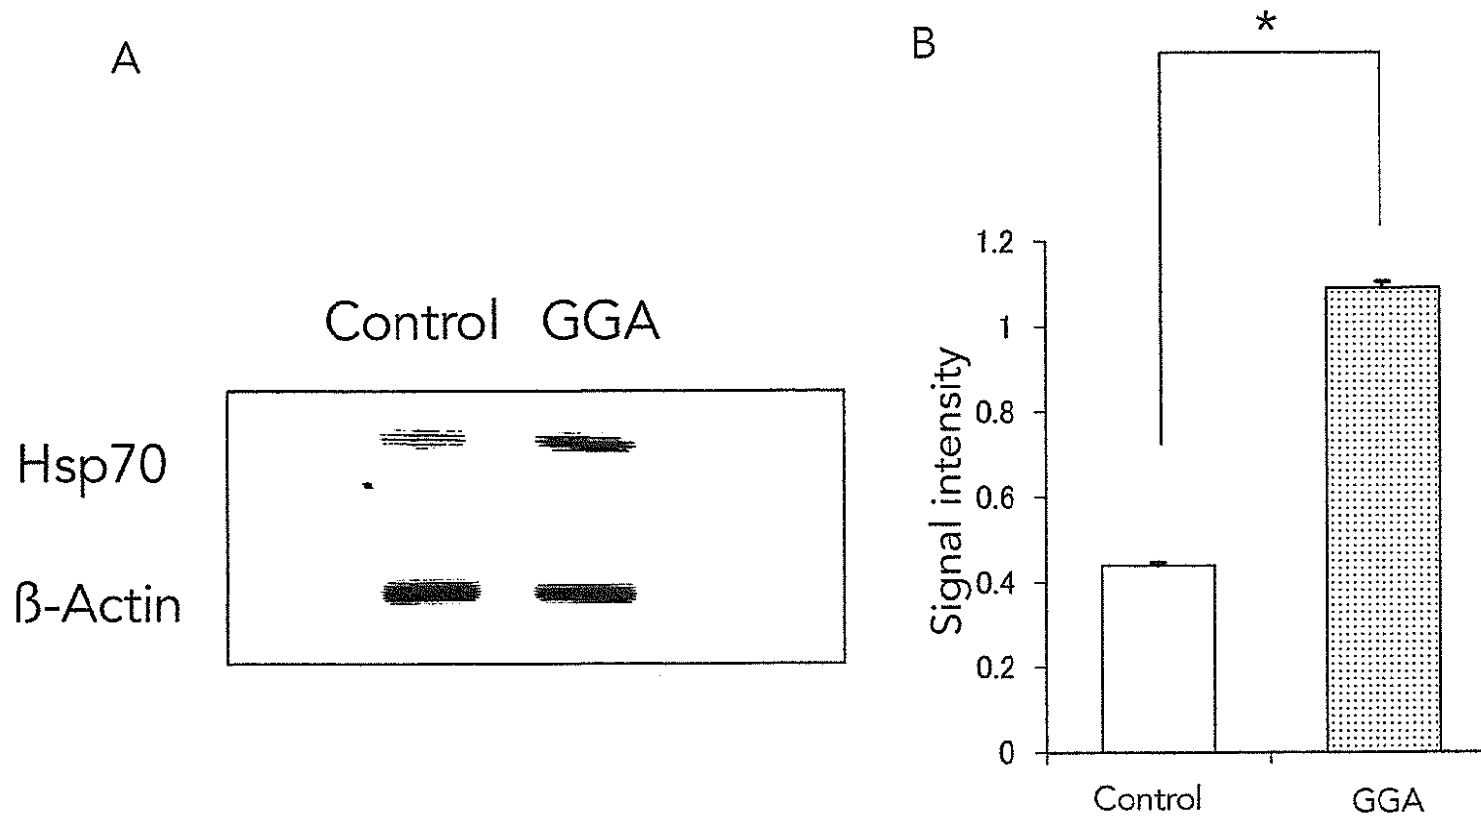 A
Control GGA
Hsp70
ß-Actin
B
*
Signal intensity
1.2
1
0.8
0.6
0.4
0.2
0
Control
GGA